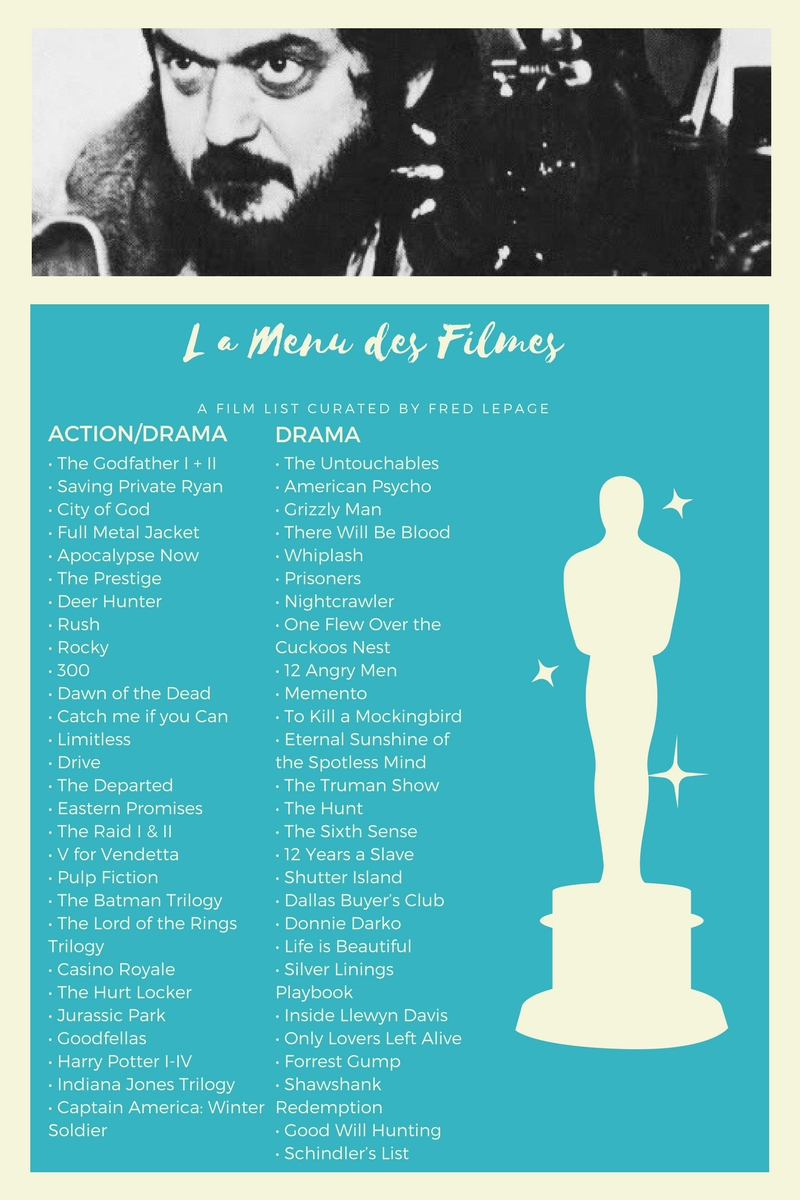 L a Menu des Filmes
A FILM LIST CURATED BY FRED LEPAGE
ACTION/DRAMA
• The Godfather I + II
• Saving Private Ryan
• City of God
• Full Metal Jacket
• Apocalypse Now
• The Prestige
• Deer Hunter
• Rush
• Rocky
• 300
• Dawn of the Dead
• Catch me if you Can
• Limitless
• Drive
• The Departed
• Eastern Promises
• The Raid I & II
• V for Vendetta
• Pulp Fiction
• The Batman Trilogy
• The Lord of the Rings
Trilogy
• Casino Royale
• The Hurt Locker
• Jurassic Park
• Goodfellas
• Harry Potter I-IV
• Indiana Jones Trilogy
• Captain America: Winter
Soldier
DRAMA
• The Untouchables
• American Psycho
• Grizzly Man
• There Will Be Blood
• Whiplash
• Prisoners
• Nightcrawler
• One Flew Over the
Cuckoos Nest
• 12 Angry Men
• Memento
• To Kill a Mockingbird
• Eternal Sunshine of
the Spotless Mind
• The Truman Show
• The Hunt
• The Sixth Sense
• 12 Years a Slave
• Shutter Island
• Dallas Buyer's Club
• Donnie Darko
• Life is Beautiful
• Silver Linings
Playbook
• Inside Llewyn Davis
• Only Lovers Left Alive
• Forrest Gump
• Shawshank
Redemption
• Good Will Hunting
• Schindler's List